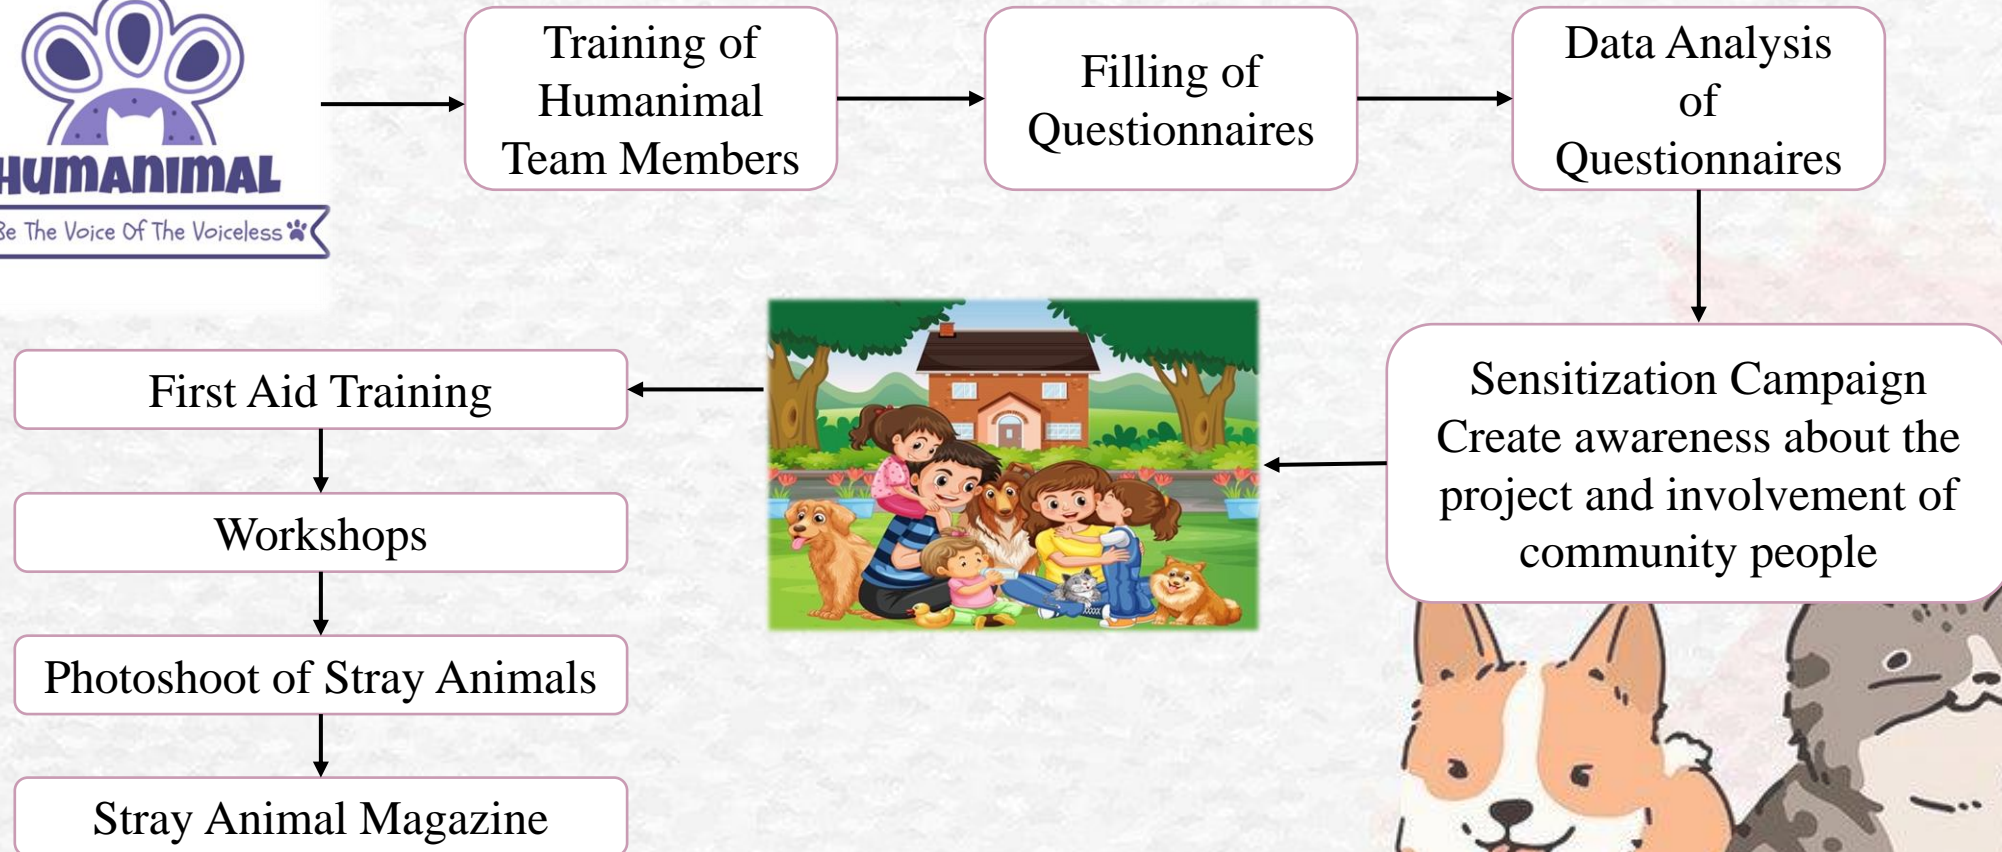 HUMANIMAL
Be The Voice Of The Voiceless
Training of
Humanimal
Team Members
Filling of
Questionnaires
Data Analysis
of
Questionnaires
Sensitization Campaign
Create awareness about the
project and involvement of
community people
First Aid Training
Workshops
Photoshoot of Stray Animals
Stray Animal Magazine